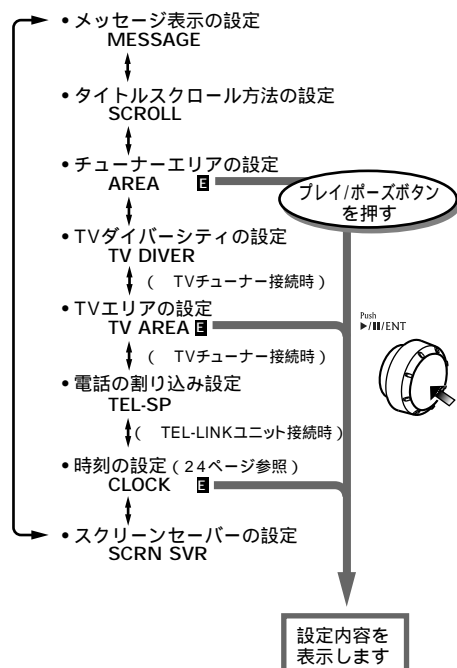 •メッセージ表示の設定
MESSAGE
•タイトルスクロール方法の設定
SCROLL
•チューナーエリアの設定
AREA E
プレイ/ポーズボタン
を押す
•TVダイバーシティの設定
TV DIVER
( TVチューナー接続時)
•TVエリアの設定
TV AREA E
( TVチューナー接続時)
Push
►/II/ENT
•電話の割り込み設定
TEL-SP
( TEL-LINKユニット接続時)
•時刻の設定(24ページ参照)
CLOCK E
•スクリーンセーバーの設定
SCRN SVR
設定内容を
表示します